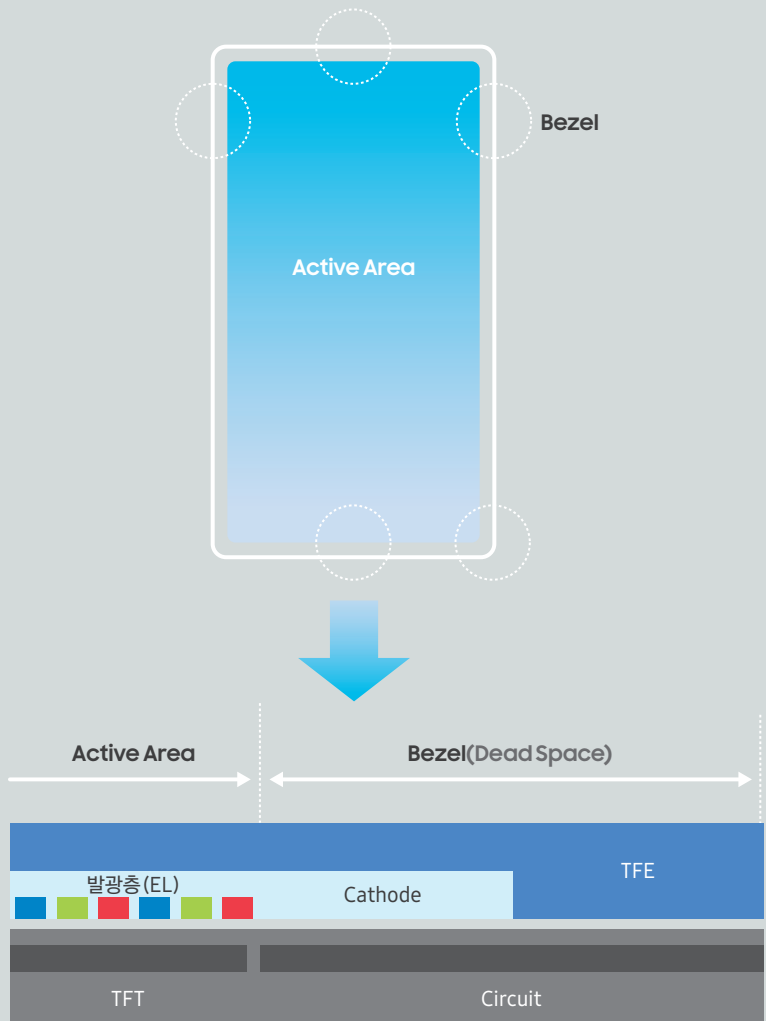 Bezel
Active Area
Active Area
Bezel(Dead Space)
TFE
발광층(EL)
Cathode
TFT
Circuit